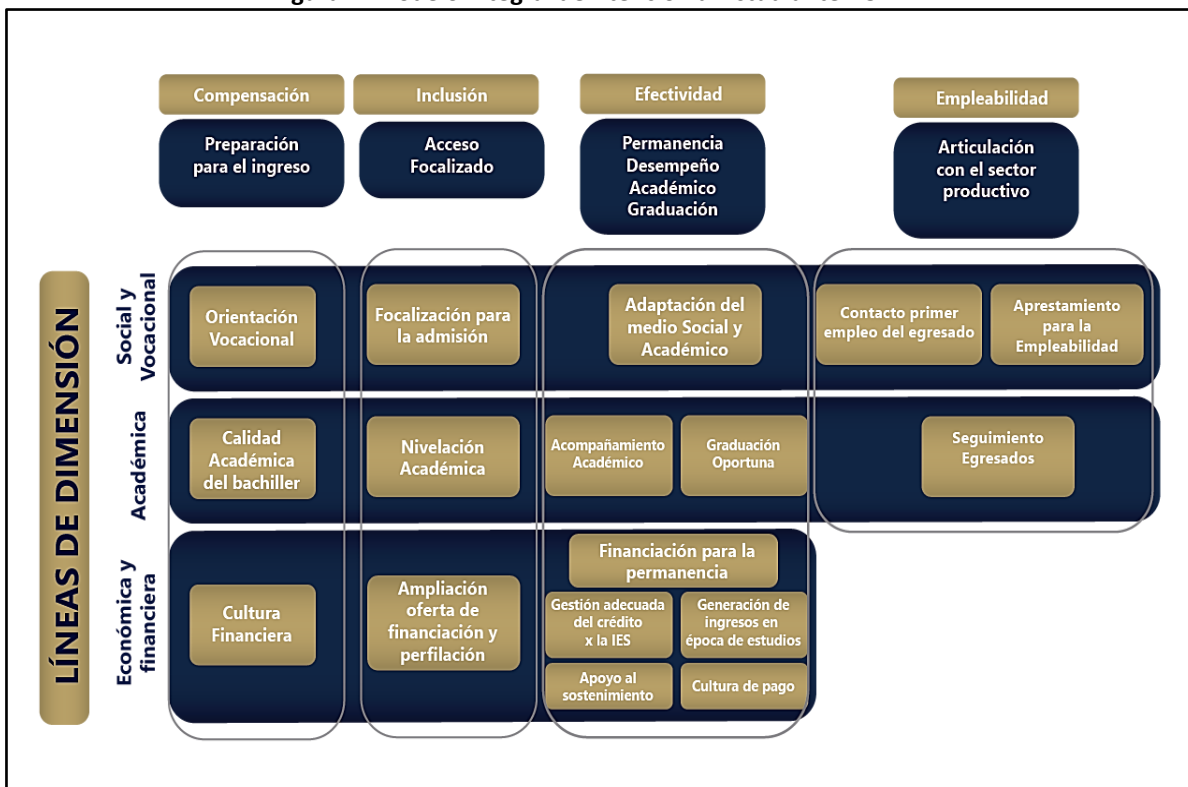 Compensación
Inclusión
Efectividad
Empleabilidad
Preparación
para el ingreso
Acceso
Focalizado
Permanencia
Desempeño
Académico
Graduación
Articulación
con el sector
productivo
LÍNEAS DE DIMENSIÓN
Social y
Vocacional
Orientación
Vocacional
Focalización para
la admisión
Adaptación del
medio Social y
Académico
Contacto primer
empleo del egresado
Aprestamiento
para la
Empleabilidad
Académica
Calidad
Académica
del bachiller
Nivelación
Académica
Acompañamiento
Académico
Graduación
Oportuna
Seguimiento
Egresados
Económica y
financiera
Cultura
Financiera
Ampliación
oferta de
financiación y
perfilación
Financiación para la
permanencia
Gestión adecuada
del crédito
x la IES
Generación de
ingresos en
época de estudios
Apoyo al
sostenimiento
Cultura de pago